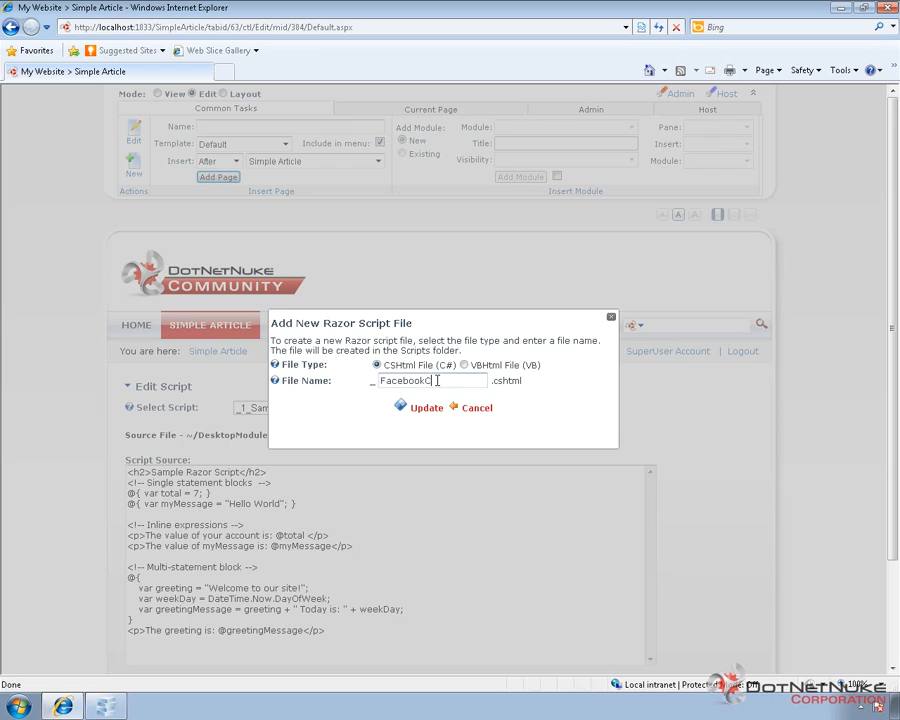 My Website > Simple Article - Windows Internet Explorer
http://localhost:1833/SimpleArticle/tabid/63/ctl/Edit/mid/384/Default.aspx
Bing
Favorites Suggested Sites Web Slice Gallery
My Website > Simple Article
Page Safety Tools
Mode: View Edit Layout
Admin Host
Common Tasks Current Page Admin Host
Edit
New
Actions
Name:
Template: Default Include in menu:
Insert: After Simple Article
Add Page
Insert Page
Add Module: New Existing
Module:
Title:
Visibility:
Add Module
Insert Module
Pane:
Insert:
Module:
A
DotNetNuke
COMMUNITY
HOME SIMPLE ARTICLE
You are here: Simple Article
SuperUser Account | Logout
Add New Razor Script File
To create a new Razor script file, select the file type and enter a file name.
The file will be created in the Scripts folder.
File Type: CSHtml File (C#) VBHtml File (VB)
File Name: _ FacebookC .cshtml
Update Cancel
Edit Script
Select Script: _1_Sam
Source File - ~/DesktopModule
Script Source:
<h2>Sample Razor Script</h2>
<!-- Single statement blocks -->
@{ var total = 7; }
@{ var myMessage = "Hello World"; }
<!-- Inline expressions -->
<p>The value of your account is: @total </p>
<p>The value of myMessage is: @myMessage</p>
<!-- Multi-statement block -->
@{
var greeting = "Welcome to our site!";
var weekDay = DateTime.Now.DayOfWeek;
var greetingMessage = greeting + " Today is: " + weekDay;
}
<p>The greeting is: @greetingMessage</p>
Done
Local intranet | Protected Mode: Off
100%
DotNetNuke
CORPORATION